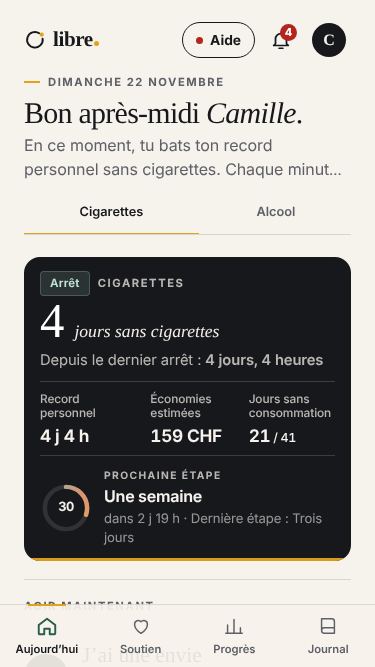 libre.
Aide
4
C
DIMANCHE 22 NOVEMBRE
Bon après-midi Camille.
En ce moment, tu bats ton record
personnel sans cigarettes. Chaque minut...
Cigarettes
Alcool
Arrêt
CIGARETTES
4 jours sans cigarettes
Depuis le dernier arrêt : 4 jours, 4 heures
Record
personnel
4 j 4 h
Économies
estimées
159 CHF
Jours sans
consommation
21 / 41
30
PROCHAINE ÉTAPE
Une semaine
dans 2 j 19 h · Dernière étape : Trois
jours
AGIR MAINTENANT
J'ai une envie
Aujourd'hui
Soutien
Progrès
Journal